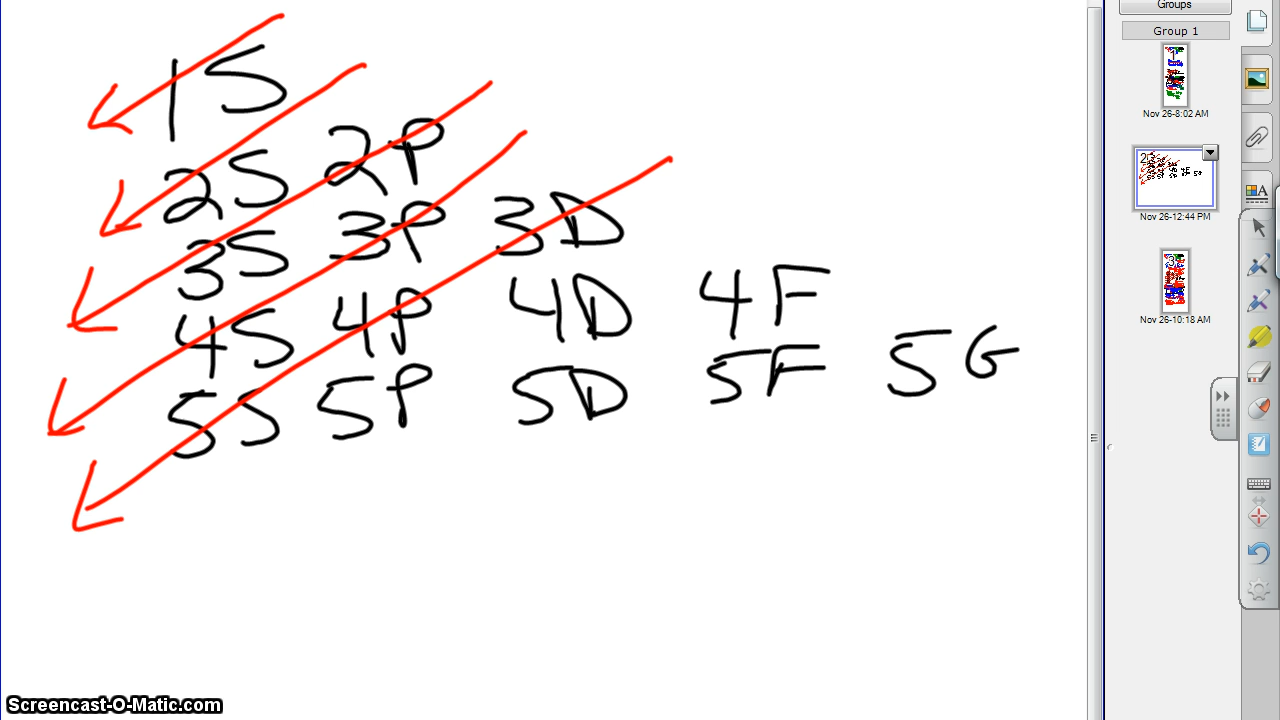 1S
2S 2P
3S 3P 3D
4S 4P 4D 4F
5S 5P 5D 5F 5G
Groups
Group 1
Nov 26-8:02 AM
Nov 26-12:44 PM
Nov 28-10:18 AM
Screencast-O-Matic.com